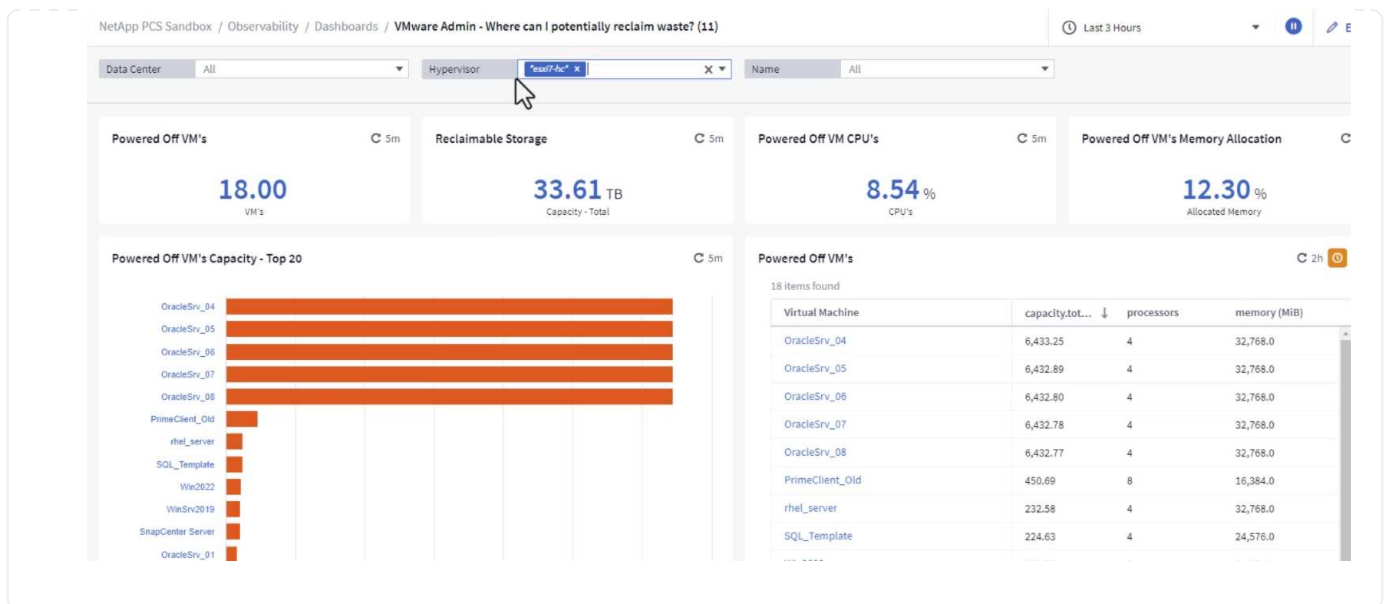 NetApp PCS Sandbox / Observability / Dashboards / VMware Admin - Where can I potentially reclaim waste? (11)
Last 3 Hours
E
Data Center All
Hypervisor "esxi7-hc" X X
Name All
Powered Off VM's 5m
18.00
VM's
Reclaimable Storage 5m
33.61 TB
Capacity - Total
Powered Off VM CPU's 5m
8.54 %
CPU's
Powered Off VM's Memory Allocation
12.30 %
Allocated Memory
Powered Off VM's Capacity - Top 20 5m
OracleSrv_04
OracleSrv_05
OracleSrv_06
OracleSrv_07
OracleSrv_08
PrimeClient_Old
rhel_server
SQL_Template
Win2022
WinSrv2019
SnapCenter Server
OracleSrv_01
Powered Off VM's 2h
18 items found
Virtual Machine capacity.tot... ↓ processors memory (MiB)
OracleSrv_04 6,433.25 4 32,768.0
OracleSrv_05 6,432.89 4 32,768.0
OracleSrv_06 6,432.80 4 32,768.0
OracleSrv_07 6,432.78 4 32,768.0
OracleSrv_08 6,432.77 4 32,768.0
PrimeClient_Old 450.69 8 16,384.0
rhel_server 232.58 4 32,768.0
SQL_Template 224.63 4 24,576.0